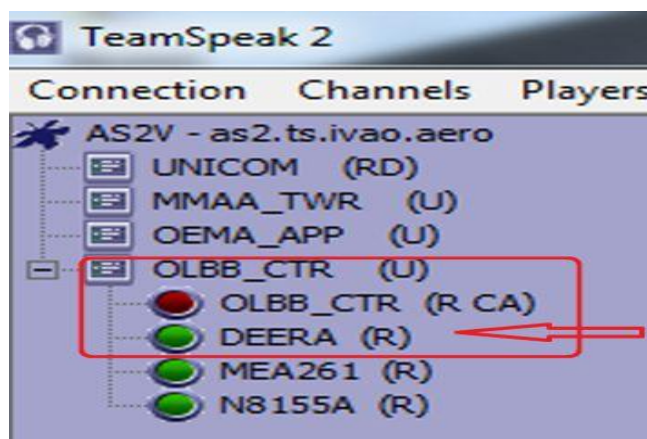 TeamSpeak 2
Connection Channels Players
AS2V - as2.ts.ivao.aero
UNICOM (RD)
MMAA_TWR (U)
OEMA_APP (U)
OLBB_CTR (U)
OLBB_CTR (R CA)
DEERA (R)
MEA261 (R)
N8155A (R)